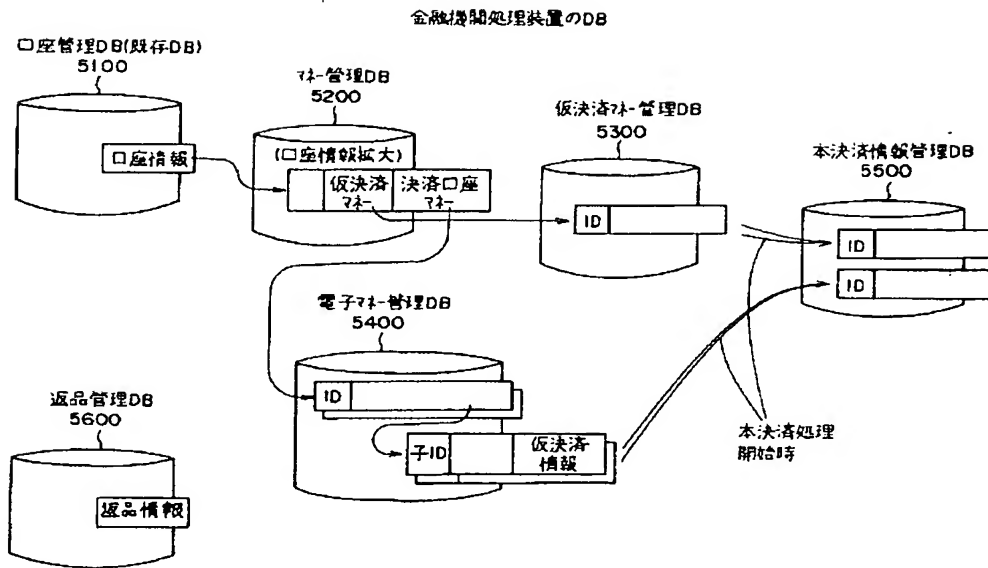 金融機関処理装置のDB
口座管理DB(既存DB)
5100
口座情報
マネー管理DB
5200
(口座情報拡大)
仮決済
マネー
決済口座
マネー
仮決済マネー管理DB
5300
ID
本決済情報管理DB
5500
ID
ID
電子マネー管理DB
5400
ID
子ID
仮決済
情報
本決済処理
開始時
返品管理DB
5600
返品情報